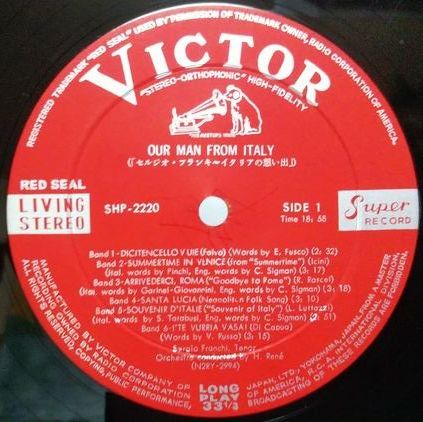 REGISTERED TRADEMARK "RED SEAL" USED BY PERMISSION OF TRADEMARK OWNER, RADIO CORPORATION OF AMERICA.
VICTOR
"STEREO-ORTHOPHONIC" HIGH-FIDELITY
OUR MAN FROM ITALY
(「セルジオ・フランキ〜イタリアの想い出」)
RED SEAL
LIVING
STEREO
SHP-2220
SIDE 1
Time 18, 58
Super
RECORD
Band 1-DICITENCELLO VUIE (Falvo) (Words by E. Fusco) (2; 32)
Band 2-SUMMERTIME IN VENICE (from "Summertime") (Icini)
(Ital. words by Pinchi, Eng. words by C. Sigman) (3; 17)
Band 3-ARRIVEDERCI, ROMA ("Goodbye to Rome") (R. Rascel)
(Ital. words by Garinei-Giovannini, Eng. words by C. Sigman) (3; 10)
Band 4-SANTA LUCIA (Neapolitan Folk Song) (3; 10)
Band 5-SOUVENIR D'ITALIE ("Souvenir of Italy") (L. Luttazzi)
(Ital. words by S. Tarabusi, Eng. words by C. Sigman) (2; 51)
Band 6-I'TE VURRIA VASA! (Di Capua)
(Words by V. Russo) (3; 15)
Sergio Franchi, Tenor
Orchestra conducted by H. René
(N2RY-2994)
LONG
PLAY
33 1/3
MANUFACTURED BY VICTOR COMPANY OF JAPAN, LTD., YOKOHAMA, JAPAN, FROM A MASTER
RECORDING OWNED BY RADIO CORPORATION OF AMERICA, R.C.A. INTERNATIONAL DIVISION.
ALL RIGHTS RESERVED, COPYING, PUBLIC PERFORMANCE, BROADCASTING OF THESE RECORDS ARE FORBIDDEN.